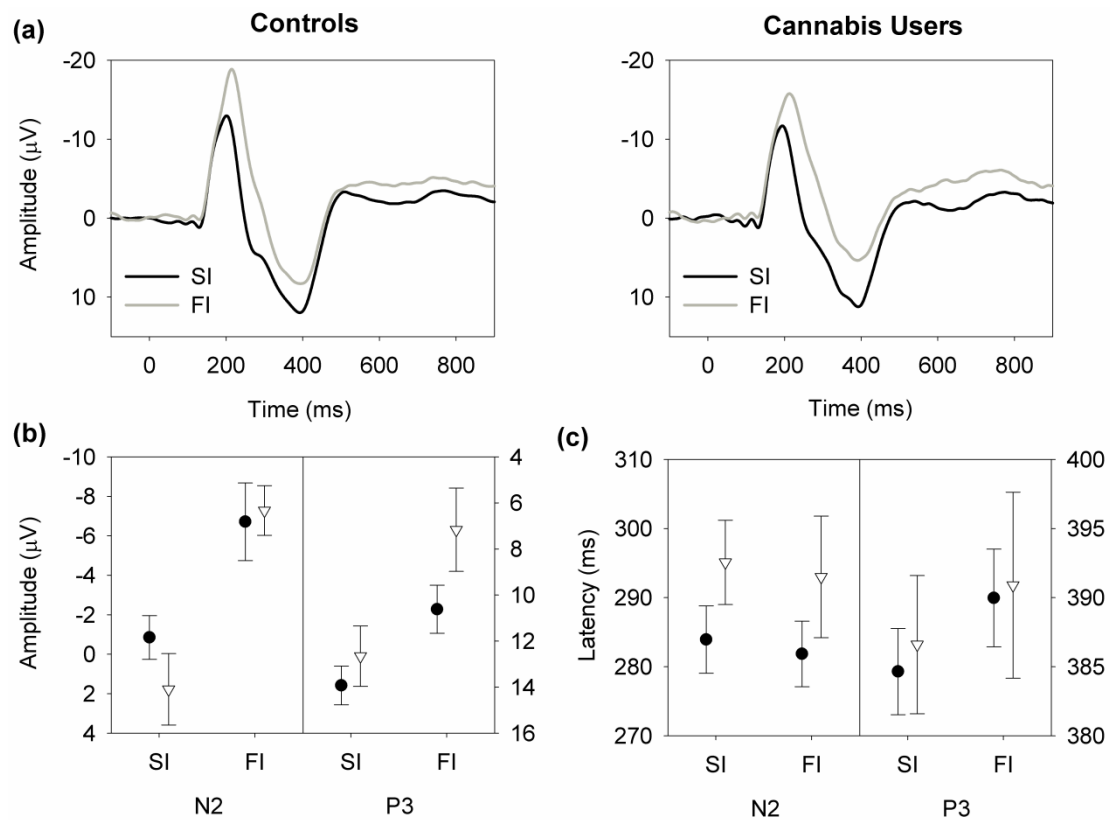 (a)
Controls
Cannabis Users
-20
-10
0
10
Amplitude (μV)
SI
FI
0 200 400 600 800
Time (ms)
-20
-10
0
10
SI
FI
0 200 400 600 800
Time (ms)
(b)
-10
-8
-6
-4
-2
0
2
4
Amplitude (μV)
4
6
8
10
12
14
16
SI FI SI FI
N2 P3
(c)
310
300
290
280
270
Latency (ms)
400
395
390
385
380
SI FI SI FI
N2 P3